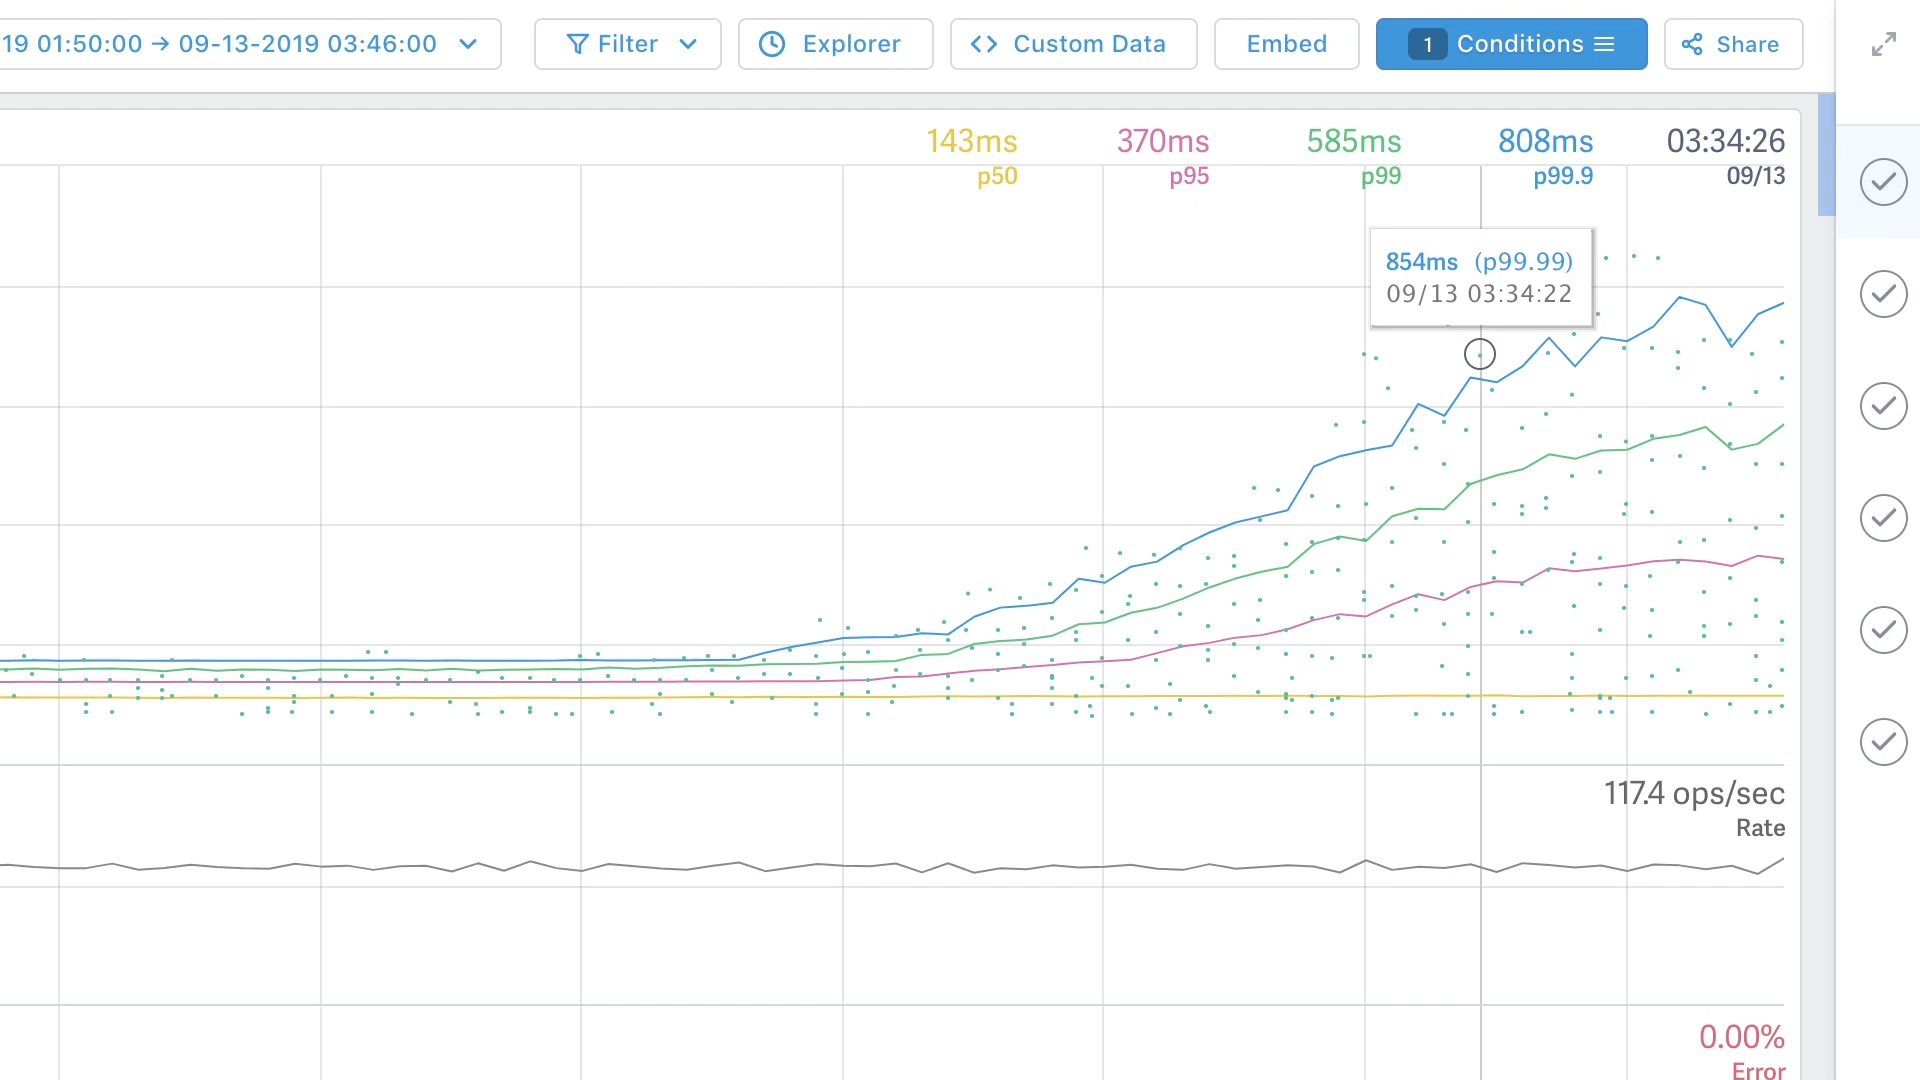 19 01:50:00 → 09-13-2019 03:46:00
Filter
Explorer
Custom Data
Embed
1 Conditions
Share
143ms
p50
370ms
p95
585ms
p99
808ms
p99.9
03:34:26
09/13
854ms (p99.99)
09/13 03:34:22
117.4 ops/sec
Rate
0.00%
Error